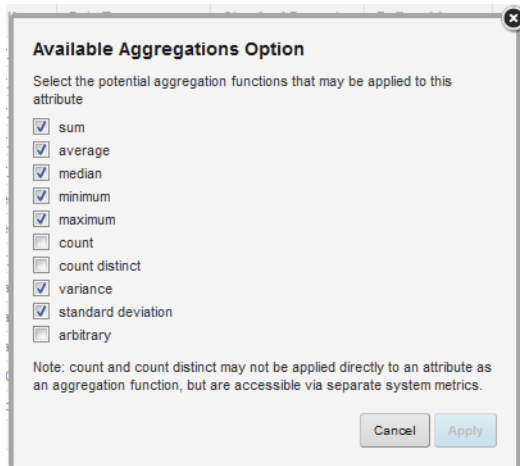 Available Aggregations Option
Select the potential aggregation functions that may be applied to this
attribute
sum
average
median
minimum
maximum
count
count distinct
variance
standard deviation
arbitrary
Note: count and count distinct may not be applied directly to an attribute as
an aggregation function, but are accessible via separate system metrics.
Cancel Apply